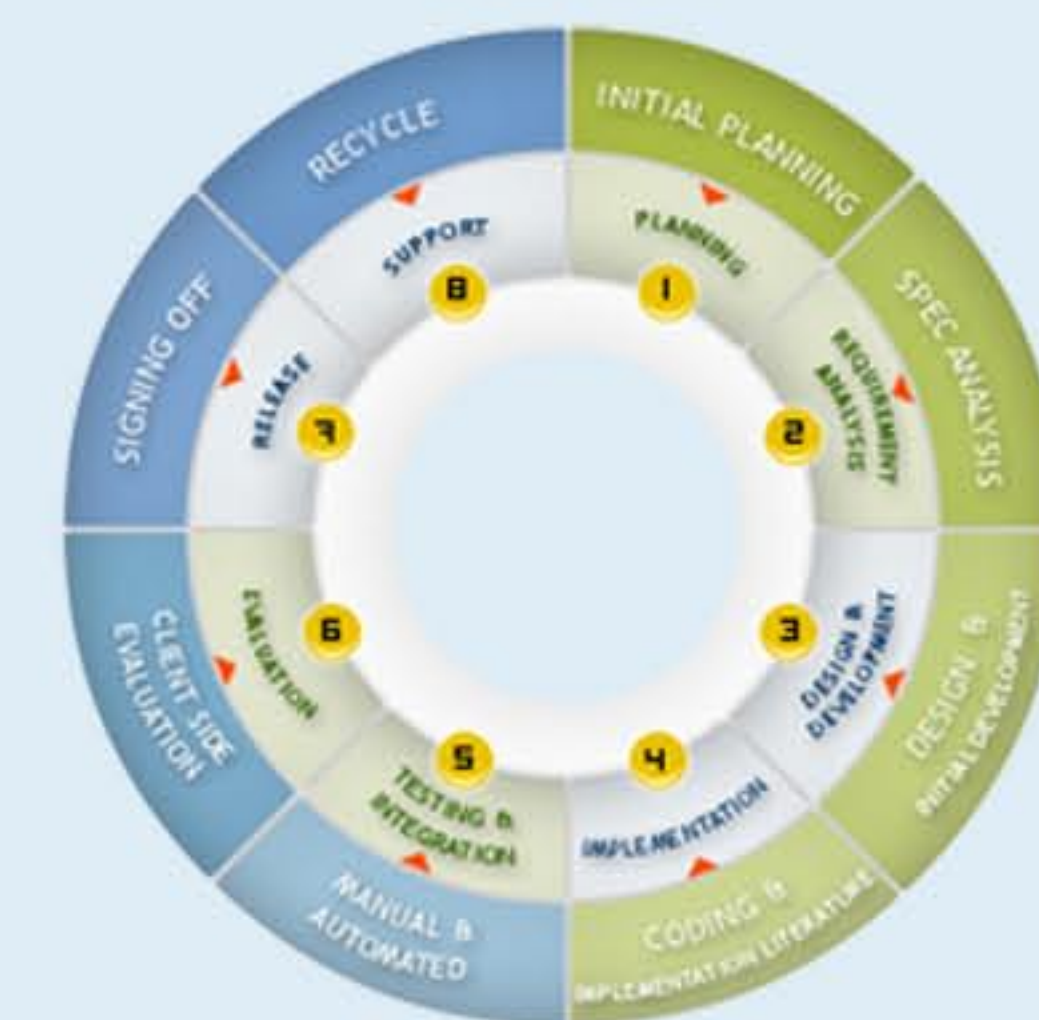 INITIAL PLANNING
PLANNING
1
SPEC ANALYSIS
REQUIREMENT
ANALYSIS
2
DESIGN &
INITIAL DEVELOPMENT
DESIGN &
DEVELOPMENT
3
CODING &
IMPLEMENTATION LITERATURE
IMPLEMENTATION
4
MANUAL &
AUTOMATED
TESTING &
INTEGRATION
5
CLIENT SIDE
EVALUATION
EVALUATION
6
SIGNING OFF
RELEASE
7
RECYCLE
SUPPORT
8